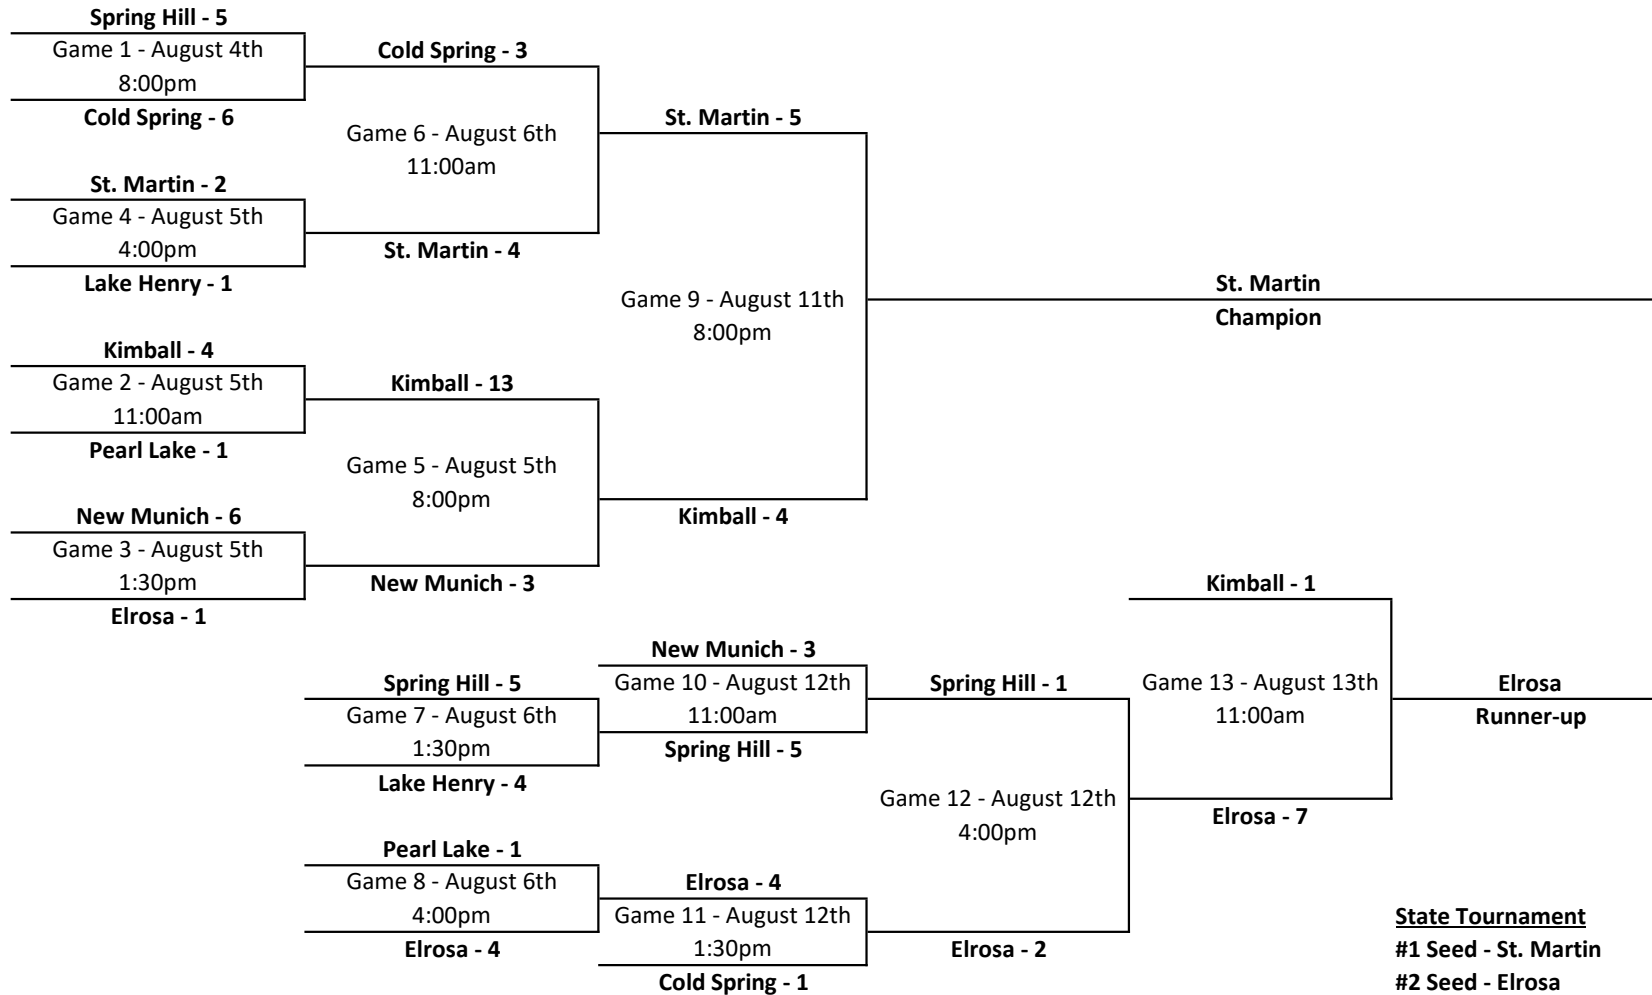 Spring Hill - 5
Game 1 - August 4th
8:00pm
Cold Spring - 6
St. Martin - 2
Game 4 - August 5th
4:00pm
Lake Henry - 1
Kimball - 4
Game 2 - August 5th
11:00am
Pearl Lake - 1
New Munich - 6
Game 3 - August 5th
1:30pm
Elrosa - 1
Cold Spring - 3
Game 6 - August 6th
11:00am
St. Martin - 4
Kimball - 13
Game 5 - August 5th
8:00pm
New Munich - 3
St. Martin - 5
Game 9 - August 11th
8:00pm
Kimball - 4
St. Martin
Champion
Spring Hill - 5
Game 7 - August 6th
1:30pm
Lake Henry - 4
Pearl Lake - 1
Game 8 - August 6th
4:00pm
Elrosa - 4
New Munich - 3
Game 10 - August 12th
11:00am
Spring Hill - 5
Elrosa - 4
Game 11 - August 12th
1:30pm
Cold Spring - 1
Spring Hill - 1
Game 12 - August 12th
4:00pm
Elrosa - 2
Kimball - 1
Game 13 - August 13th
11:00am
Elrosa - 7
Elrosa
Runner-up
State Tournament
#1 Seed - St. Martin
#2 Seed - Elrosa